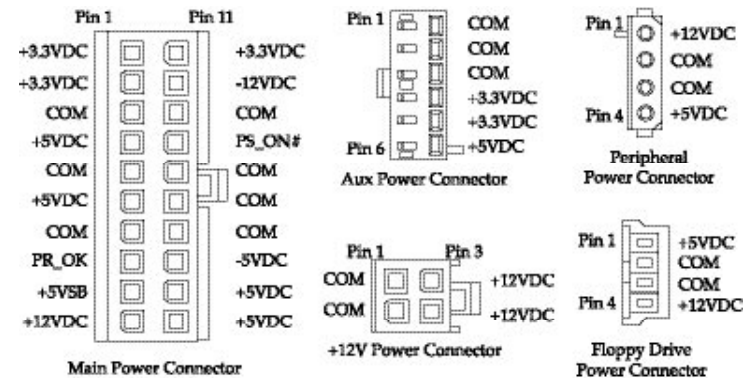 Pin 1 Pin 11
+3.3VDC +3.3VDC
+3.3VDC -12VDC
COM COM
+5VDC PS_ON#
COM COM
+5VDC COM
COM COM
PR_OK -5VDC
+5VSB +5VDC
+12VDC +5VDC
Main Power Connector
Pin 1 COM
COM
COM
+3.3VDC
+3.3VDC
Pin 6 +5VDC
Aux Power Connector
Pin 1 +12VDC
COM
COM
Pin 4 +5VDC
Peripheral
Power Connector
Pin 1 Pin 3
COM +12VDC
COM +12VDC
+12V Power Connector
Pin 1 +5VDC
COM
COM
Pin 4 +12VDC
Floppy Drive
Power Connector